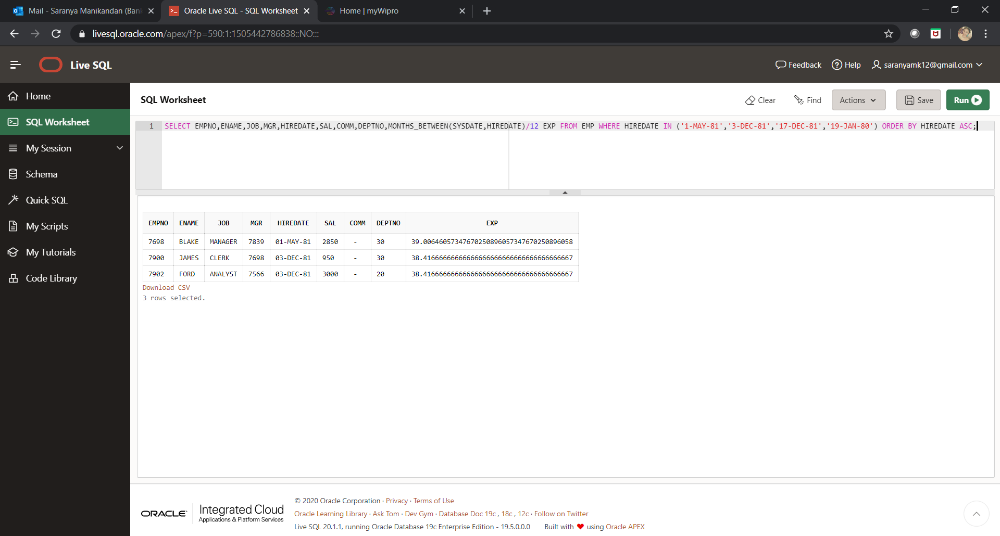 Mail - Saranya Manikandan (Ban
Oracle Live SQL - SQL Worksheet
Home | myWipro
livesql.oracle.com/apex/f?p=590:1:1505442786838::NO:::
Live SQL
Feedback
Help
saranyamk12@gmail.com
Home
SQL Worksheet
My Session
Schema
Quick SQL
My Scripts
My Tutorials
Code Library
SQL Worksheet
Clear
Find
Actions
Save
Run
1 SELECT EMPNO,ENAME,JOB,MGR,HIREDATE,SAL,COMM,DEPTNO,MONTHS_BETWEEN(SYSDATE,HIREDATE)/12 EXP FROM EMP WHERE HIREDATE IN ('1-MAY-81','3-DEC-81','17-DEC-81','19-JAN-80') ORDER BY HIREDATE ASC;
EMPNO ENAME JOB MGR HIREDATE SAL COMM DEPTNO EXP
7698 BLAKE MANAGER 7839 01-MAY-81 2850 - 30 39.0064605734767025089605734767025089605​8
7900 JAMES CLERK 7698 03-DEC-81 950 - 30 38.41666666666666666666666666666666666667
7902 FORD ANALYST 7566 03-DEC-81 3000 - 20 38.41666666666666666666666666666666666667
Download CSV
3 rows selected.
ORACLE
Integrated Cloud
Applications & Platform Services
© 2020 Oracle Corporation · Privacy · Terms of Use
Oracle Learning Library · Ask Tom · Dev Gym · Database Doc 19c , 18c , 12c · Follow on Twitter
Live SQL 20.1.1, running Oracle Database 19c Enterprise Edition - 19.5.0.0.0 Built with ♥ using Oracle APEX